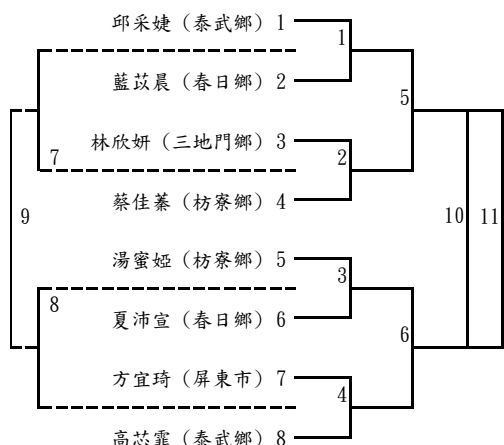 邱采婕（泰武鄉）1
1
藍苡晨（春日鄉）2
5
林欣妍（三地門鄉）3
7
2
蔡佳蓁（枋寮鄉）4
9
10
11
湯蜜婭（枋寮鄉）5
3
8
夏沛宣（春日鄉）6
6
方宜琦（屏東市）7
4
高芯霏（泰武鄉）8